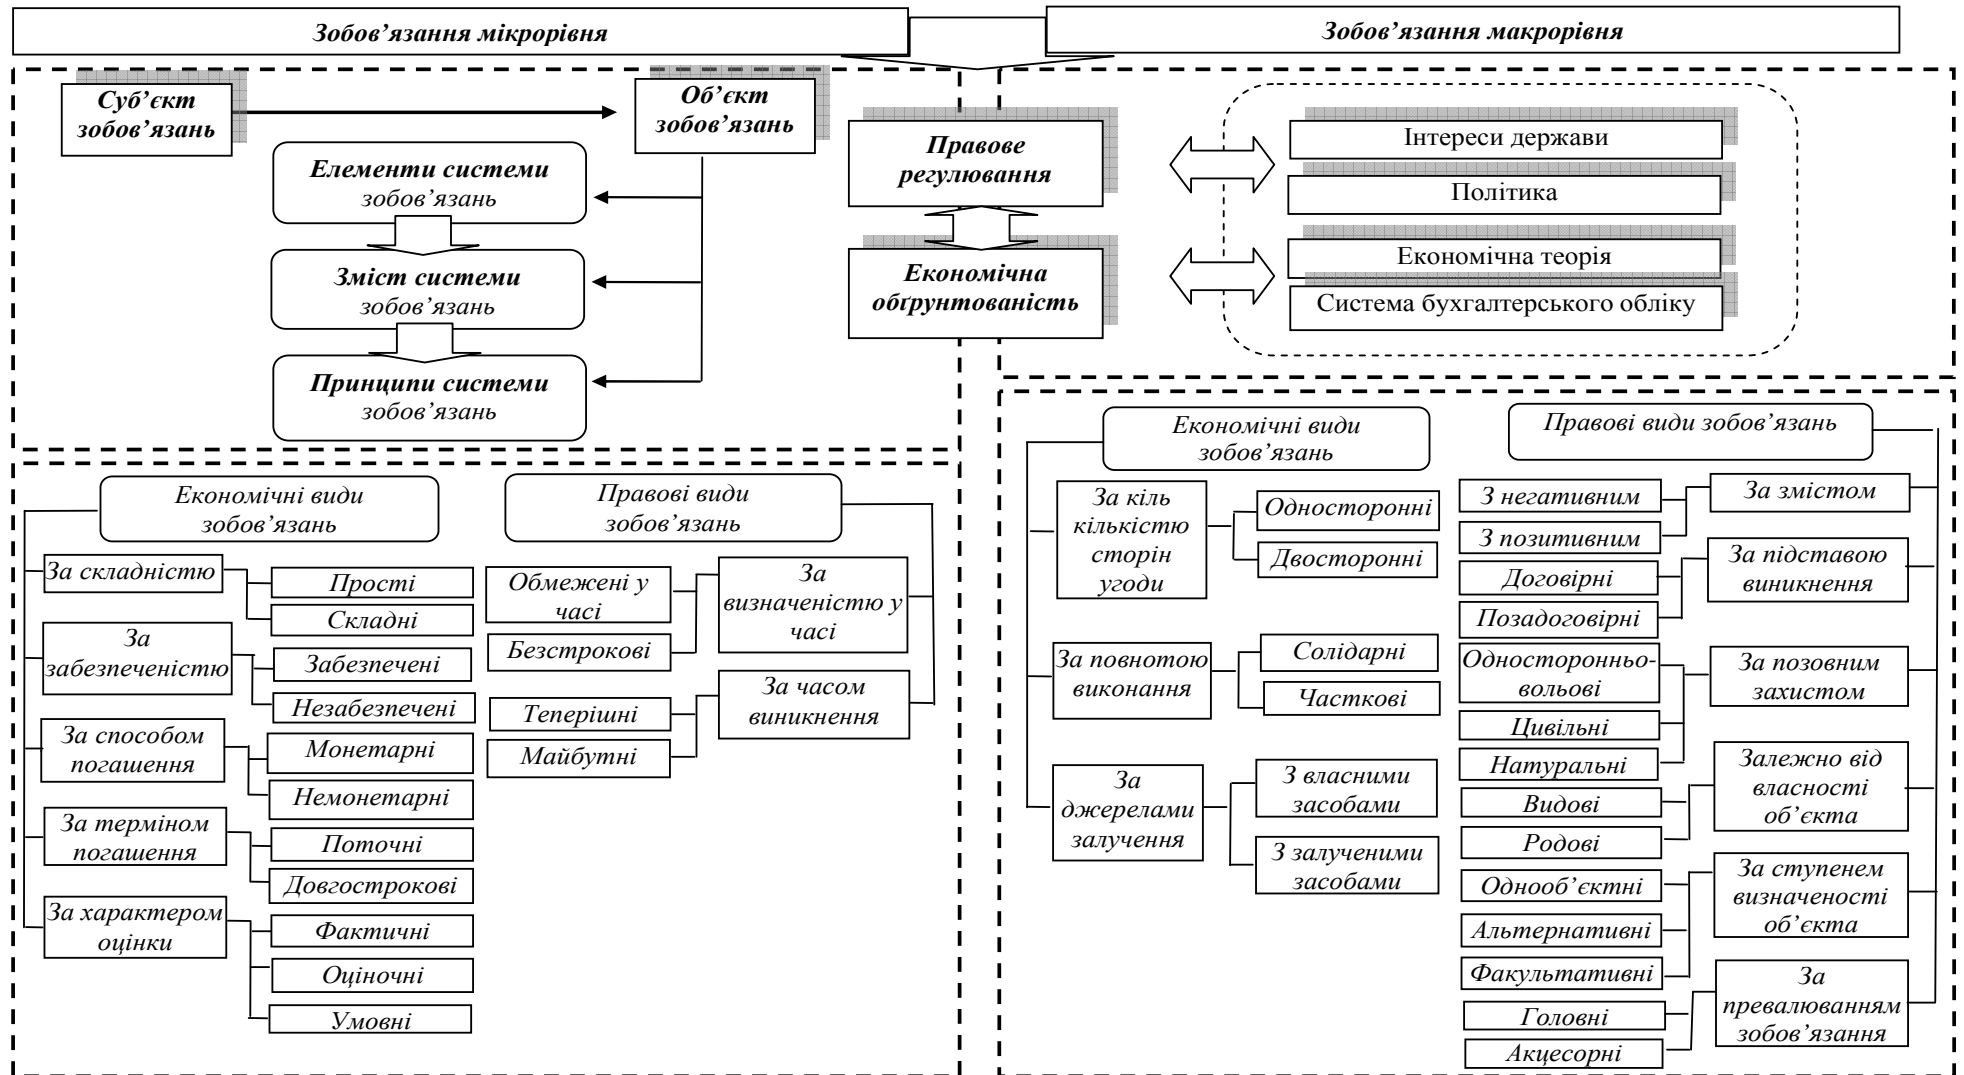 Зобов’язання мікрорівня
Зобов’язання макрорівня
Суб’єкт
зобов’язань
Об’єкт
зобов’язань
Елементи системи
зобов’язань
Зміст системи
зобов’язань
Принципи системи
зобов’язань
Правове
регулювання
Економічна
обґрунтованість
Інтереси держави
Політика
Економічна теорія
Система бухгалтерського обліку
Економічні види
зобов’язань
За складністю
Прості
Складні
За
забезпеченістю
Забезпечені
Незабезпечені
За способом
погашення
Монетарні
Немонетарні
За терміном
погашення
Поточні
Довгострокові
За характером
оцінки
Фактичні
Оціночні
Умовні
Правові види
зобов’язань
Обмежені у
часі
Безстрокові
За
визначеністю у
часі
Теперішні
Майбутні
За часом
виникнення
Економічні види
зобов’язань
За кіль
кількістю
сторін
угоди
Односторонні
Двосторонні
За повнотою
виконання
Солідарні
Часткові
За
джерелами
залучення
З власними
засобами
З залученими
засобами
Правові види зобов’язань
З негативним
З позитивним
За змістом
Договірні
Позадоговірні
За підставою
виникнення
Односторонньо-
вольові
Цивільні
Натуральні
За позовним
захистом
Видові
Родові
Залежно від
власності
об’єкта
Однооб’єктні
Альтернативні
Факультативні
За ступенем
визначеності
об’єкта
Головні
Акцесорні
За
превалюванням
зобов’язання